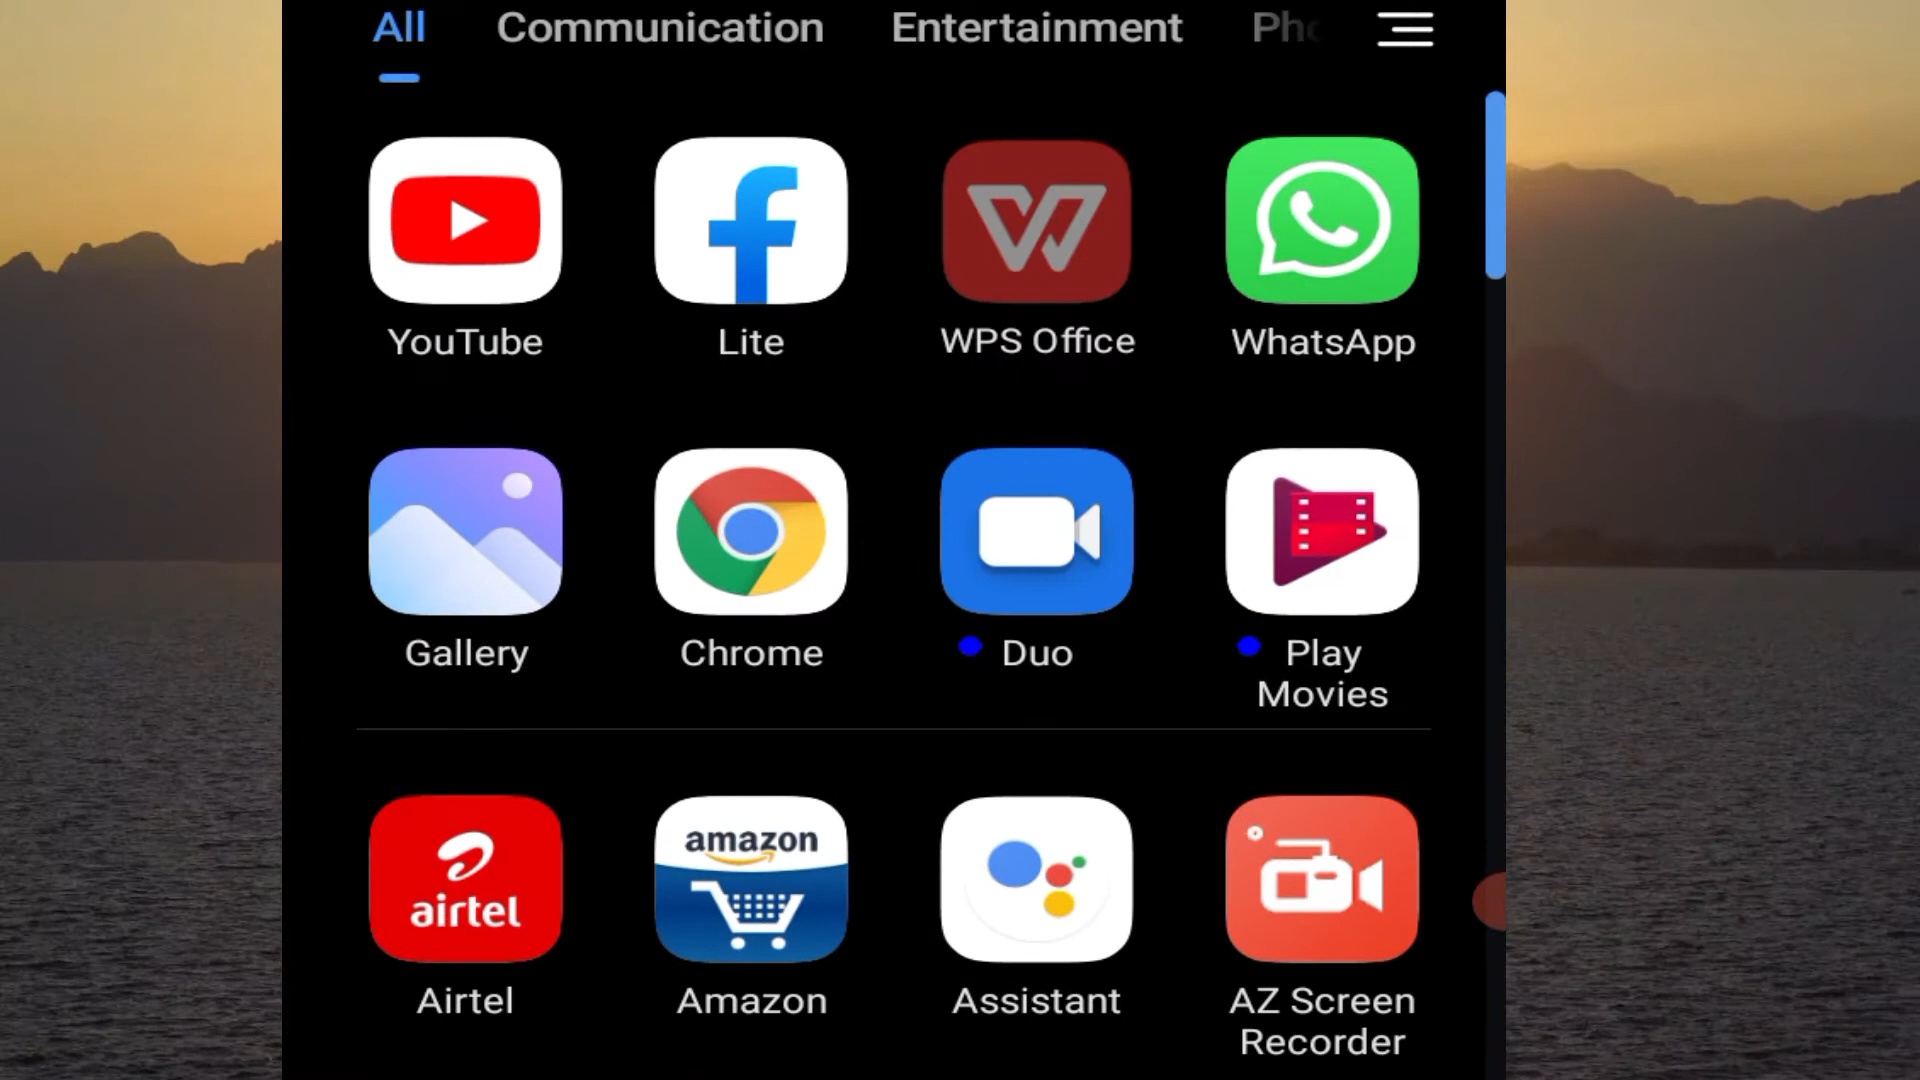 All Communication Entertainment
YouTube Lite WPS Office WhatsApp
Gallery Chrome Duo Play
Movies
amazon
airtel
Airtel Amazon Assistant AZ Screen
Recorder